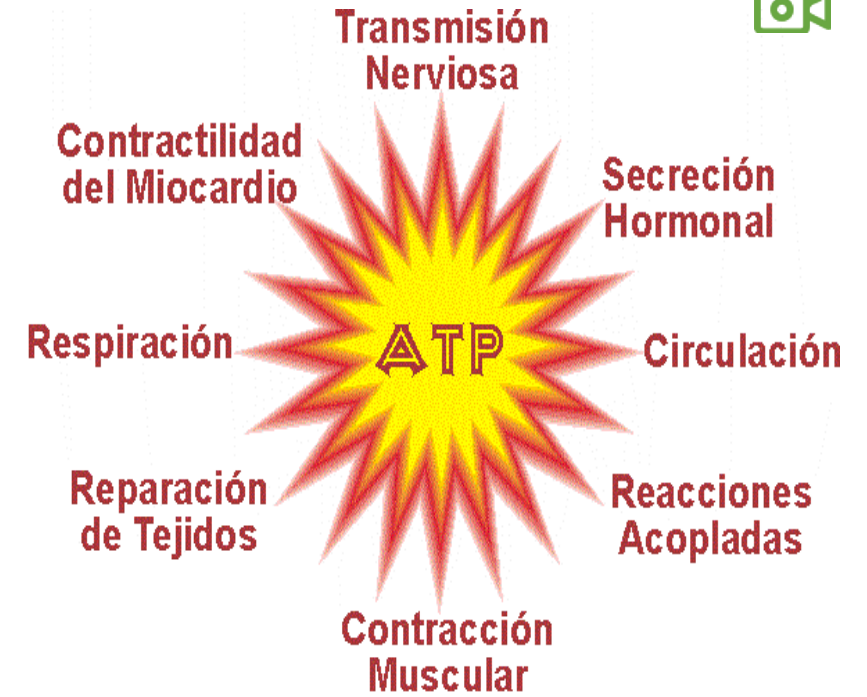 Transmisión
Nerviosa
Contractilidad
del Miocardio
Secreción
Hormonal
Respiración
ATP
Circulación
Reparación
de Tejidos
Reacciones
Acopladas
Contracción
Muscular